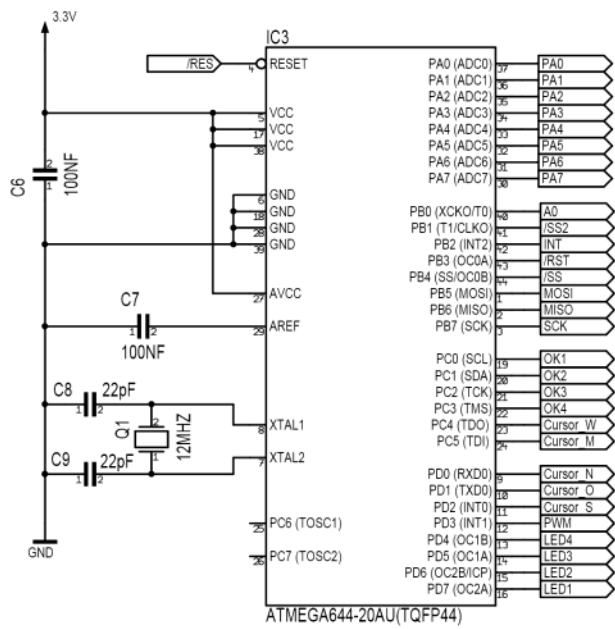 3.3V
IC3
/RES 4 RESET
PA0 (ADC0) 37 PA0
PA1 (ADC1) 36 PA1
PA2 (ADC2) 35 PA2
PA3 (ADC3) 34 PA3
PA4 (ADC4) 33 PA4
PA5 (ADC5) 32 PA5
PA6 (ADC6) 31 PA6
PA7 (ADC7) 30 PA7
5 VCC
17 VCC
38 VCC
C6 1 2 100NF
6 GND
18 GND
28 GND
39 GND
PB0 (XCKO/T0) 40 A0
PB1 (T1/CLKO) 41 /SS2
PB2 (INT2) 42 INT
PB3 (OC0A) 43 /RST
PB4 (SS/OC0B) 44 /SS
PB5 (MOSI) 1 MOSI
PB6 (MISO) 2 MISO
PB7 (SCK) 3 SCK
27 AVCC
C7
1 2 29 AREF
100NF
PC0 (SCL) 19 OK1
PC1 (SDA) 20 OK2
PC2 (TCK) 21 OK3
PC3 (TMS) 22 OK4
PC4 (TDO) 23 Cursor_W
PC5 (TDI) 24 Cursor_M
C8 22pF
1 2
8 XTAL1
Q1 2 1 12MHZ
C9 22pF
1 2
7 XTAL2
PD0 (RXD0) 9 Cursor_N
PD1 (TXD0) 10 Cursor_O
PD2 (INT0) 11 Cursor_S
PD3 (INT1) 12 PWM
PD4 (OC1B) 13 LED4
PD5 (OC1A) 14 LED3
PD6 (OC2B/ICP) 15 LED2
PD7 (OC2A) 16 LED1
25 PC6 (TOSC1)
26 PC7 (TOSC2)
GND
ATMEGA644-20AU(TQFP44)